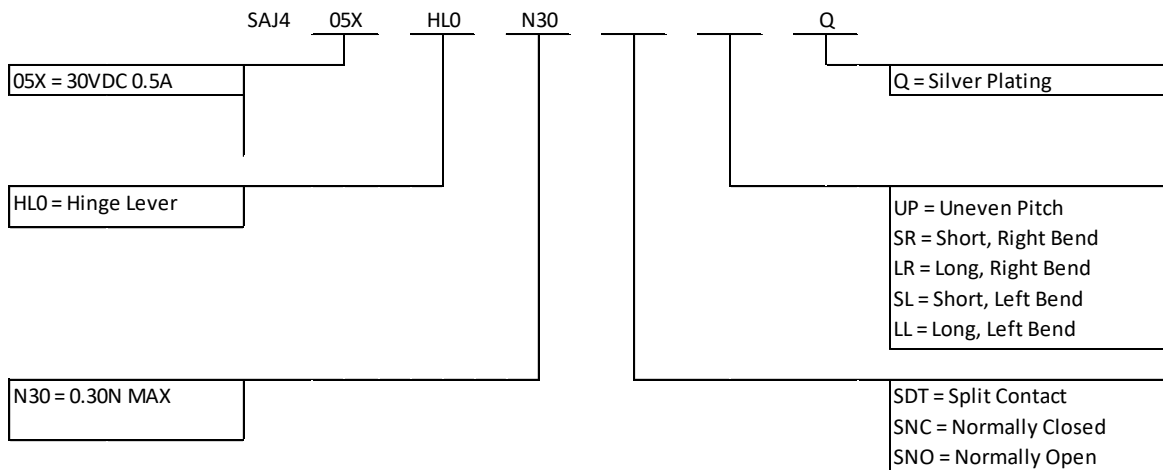 SAJ4 05X HL0 N30 Q
05X = 30VDC 0.5A
Q = Silver Plating
HL0 = Hinge Lever
UP = Uneven Pitch
SR = Short, Right Bend
LR = Long, Right Bend
SL = Short, Left Bend
LL = Long, Left Bend
N30 = 0.30N MAX
SDT = Split Contact
SNC = Normally Closed
SNO = Normally Open